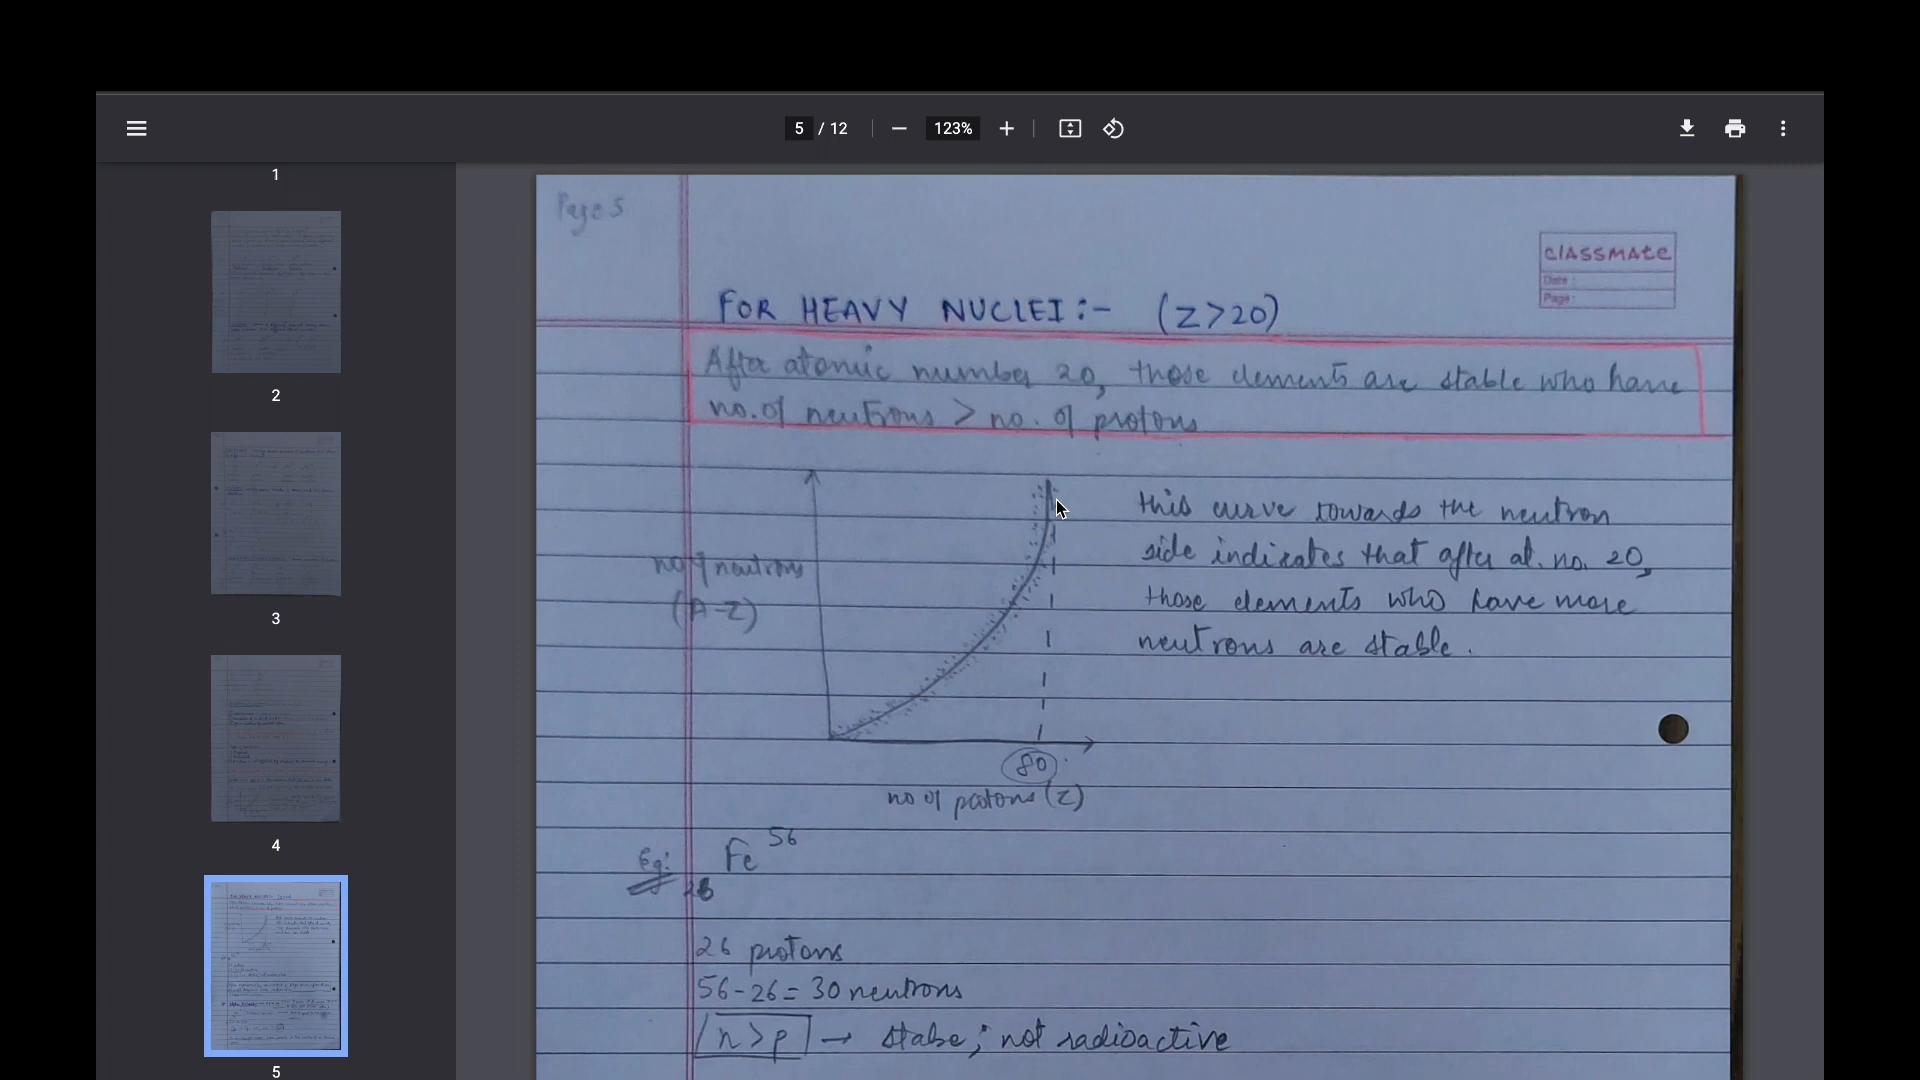 5 / 12
123%
1
2
3
4
5
Page 5
CLASSMATE
Date :
Page :
FOR HEAVY NUCLEI :- (Z>20)
After atomic number 20, those elements are stable who have
no. of neutrons > no. of protons
this curve towards the neutron
side indicates that after at. no. 20,
those elements who have more
neutrons are stable.
no of neutrons
(A-Z)
80
no of protons (Z)
Eg: Fe 56
26
26 protons
56-26 = 30 neutrons
n > p → stabe; not radioactive